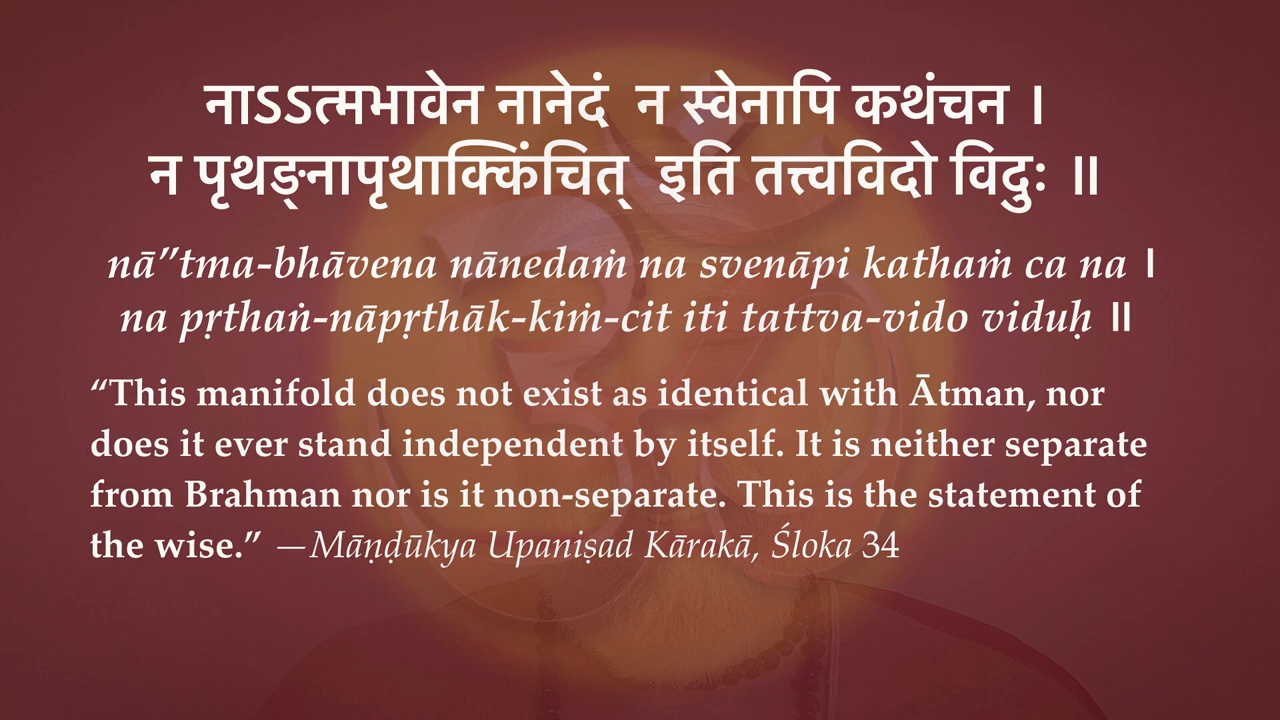 नाऽऽत्मभावेन नानेदं न स्वेनापि कथंचन ।
न पृथङ्नापृथाक्किंचित् इति तत्त्वविदो विदुः ॥
nā”tma-bhāvena nānedaṁ na svenāpi kathaṁ ca na ।
na pṛthaṅ-nāpṛthāk-kiṁ-cit iti tattva-vido viduḥ ॥
“This manifold does not exist as identical with Ātman, nor
does it ever stand independent by itself. It is neither separate
from Brahman nor is it non-separate. This is the statement of
the wise.” —Māṇḍūkya Upaniṣad Kārakā, Śloka 34